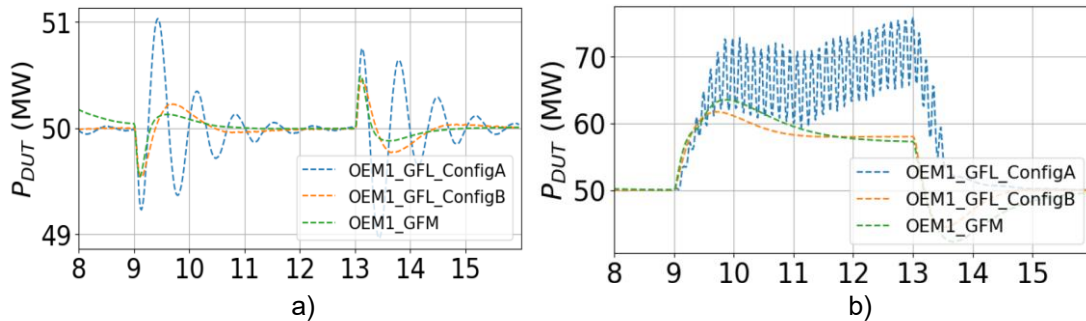 51
50
49
P_DUT (MW)
8 9 10 11 12 13 14 15
OEM1_GFL_ConfigA
OEM1_GFL_ConfigB
OEM1_GFM
a)
70
60
50
P_DUT (MW)
8 9 10 11 12 13 14 15
OEM1_GFL_ConfigA
OEM1_GFL_ConfigB
OEM1_GFM
b)